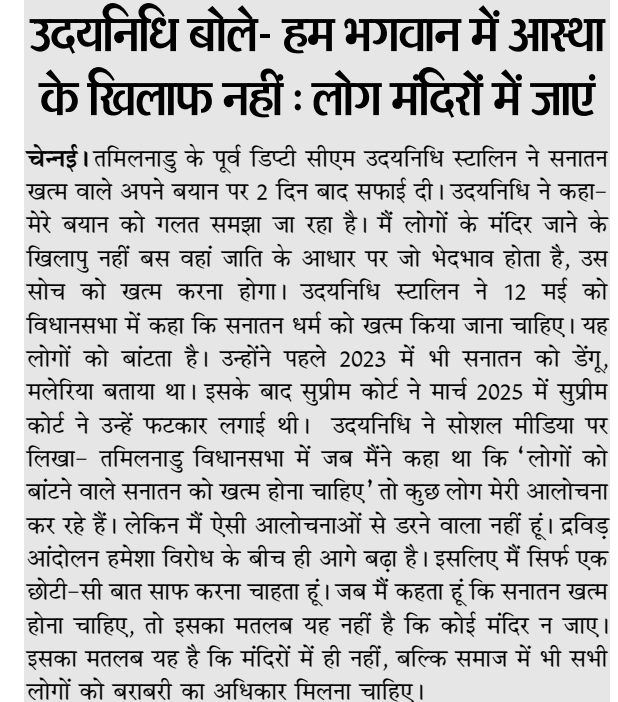 उदयनिधि बोले- हम भगवान में आस्था
के खिलाफ नहीं : लोग मंदिरों में जाएं
चेन्नई। तमिलनाडु के पूर्व डिप्टी सीएम उदयनिधि स्टालिन ने सनातन
खत्म वाले अपने बयान पर 2 दिन बाद सफाई दी। उदयनिधि ने कहा-
मेरे बयान को गलत समझा जा रहा है। मैं लोगों के मंदिर जाने के
खिलापु नहीं बस वहां जाति के आधार पर जो भेदभाव होता है, उस
सोच को खत्म करना होगा। उदयनिधि स्टालिन ने 12 मई को
विधानसभा में कहा कि सनातन धर्म को खत्म किया जाना चाहिए। यह
लोगों को बांटता है। उन्होंने पहले 2023 में भी सनातन को डेंगू,
मलेरिया बताया था। इसके बाद सुप्रीम कोर्ट ने मार्च 2025 में सुप्रीम
कोर्ट ने उन्हें फटकार लगाई थी। उदयनिधि ने सोशल मीडिया पर
लिखा- तमिलनाडु विधानसभा में जब मैंने कहा था कि ‘लोगों को
बांटने वाले सनातन को खत्म होना चाहिए’ तो कुछ लोग मेरी आलोचना
कर रहे हैं। लेकिन मैं ऐसी आलोचनाओं से डरने वाला नहीं हूं। द्रविड़
आंदोलन हमेशा विरोध के बीच ही आगे बढ़ा है। इसलिए मैं सिर्फ एक
छोटी-सी बात साफ करना चाहता हूं। जब मैं कहता हूं कि सनातन खत्म
होना चाहिए, तो इसका मतलब यह नहीं है कि कोई मंदिर न जाए।
इसका मतलब यह है कि मंदिरों में ही नहीं, बल्कि समाज में भी सभी
लोगों को बराबरी का अधिकार मिलना चाहिए।